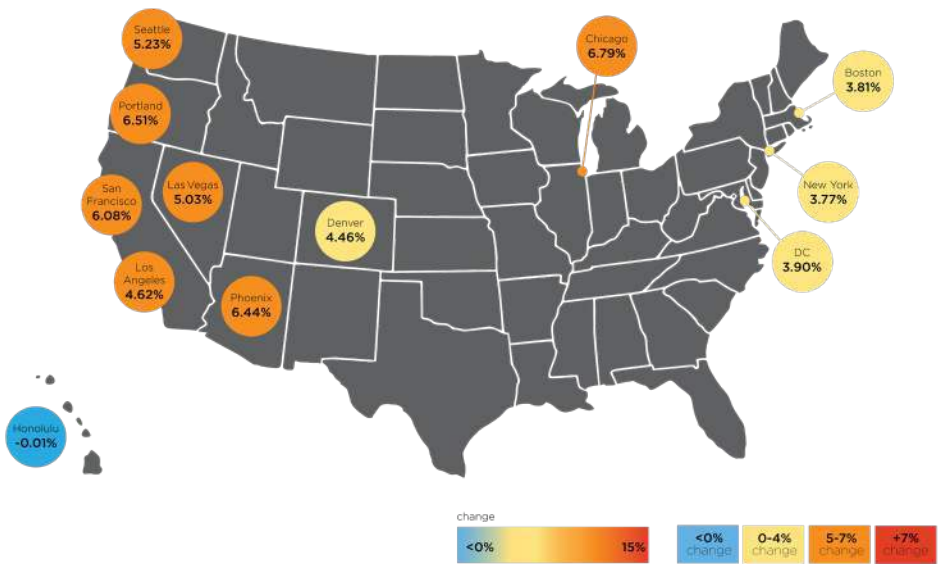 Seattle
5.23%
Chicago
6.79%
Boston
3.81%
Portland
6.51%
San
Francisco
6.08%
Las Vegas
5.03%
New York
3.77%
Denver
4.46%
DC
3.90%
Los
Angeles
4.62%
Phoenix
6.44%
Honolulu
-0.01%
change
<0%
15%
<0%
change
0-4%
change
5-7%
change
+7%
change